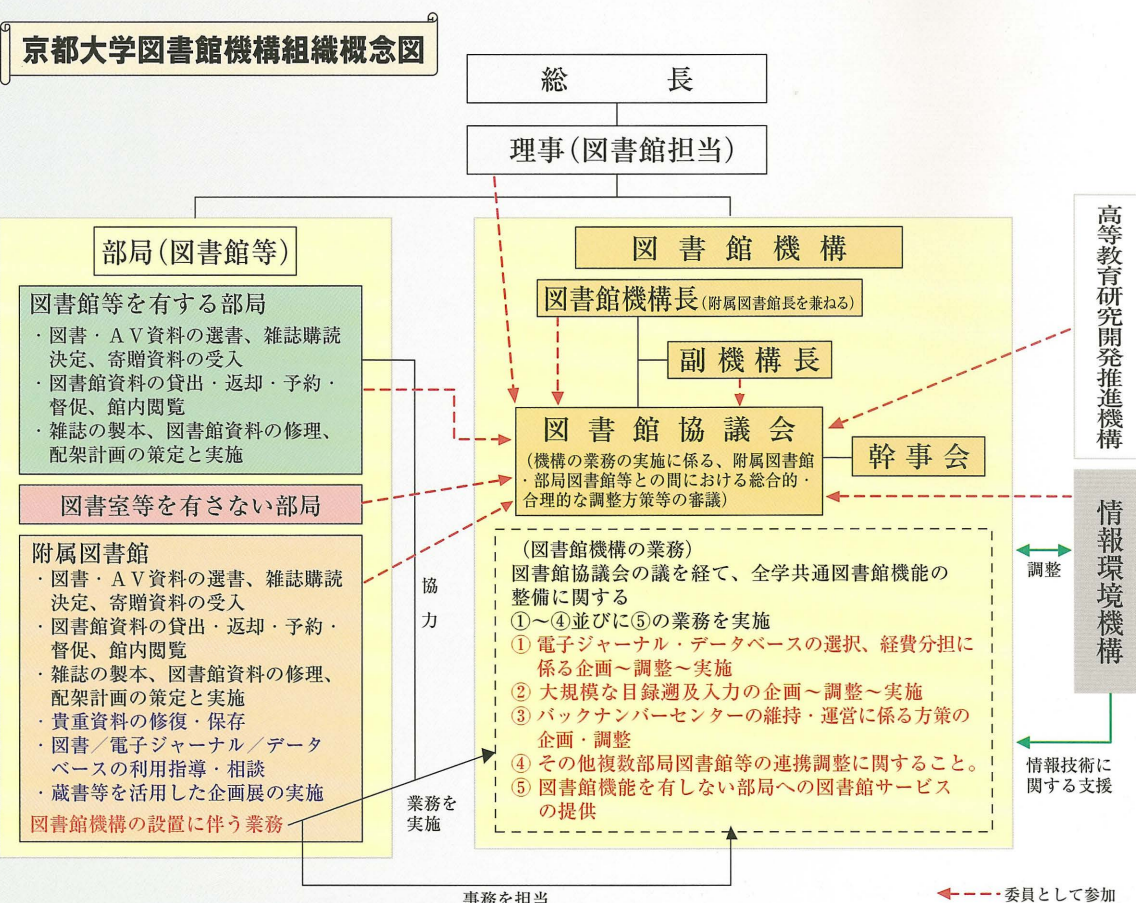 京都大学図書館機構組織概念図
総　長
理事(図書館担当)
部局(図書館等)
図書館等を有する部局
・図書・AV資料の選書、雑誌購読
決定、寄贈資料の受入
・図書館資料の貸出・返却・予約・
督促、館内閲覧
・雑誌の製本、図書館資料の修理、
配架計画の策定と実施
図書室等を有さない部局
附属図書館
・図書・AV資料の選書、雑誌購読
決定、寄贈資料の受入
・図書館資料の貸出・返却・予約・
督促、館内閲覧
・雑誌の製本、図書館資料の修理、
配架計画の策定と実施
・貴重資料の修復・保存
・図書／電子ジャーナル／データ
ベースの利用指導・相談
・蔵書等を活用した企画展の実施
図書館機構の設置に伴う業務
協力
業務を
実施
事務を担当
図書館機構
図書館機構長(附属図書館長を兼ねる)
副機構長
図書館協議会
(機構の業務の実施に係る、附属図書館
・部局図書館等との間における総合的・
合理的な調整方策等の審議)
幹事会
(図書館機構の業務)
図書館協議会の議を経て、全学共通図書館機能の
整備に関する
①～④並びに⑤の業務を実施
① 電子ジャーナル・データベースの選択、経費分担に
係る企画～調整～実施
② 大規模な目録遡及入力の企画～調整～実施
③ バックナンバーセンターの維持・運営に係る方策の
企画・調整
④ その他複数部局図書館等の連携調整に関すること。
⑤ 図書館機能を有しない部局への図書館サービス
の提供
高等教育研究開発推進機構
情報環境機構
調整
情報技術に
関する支援
委員として参加